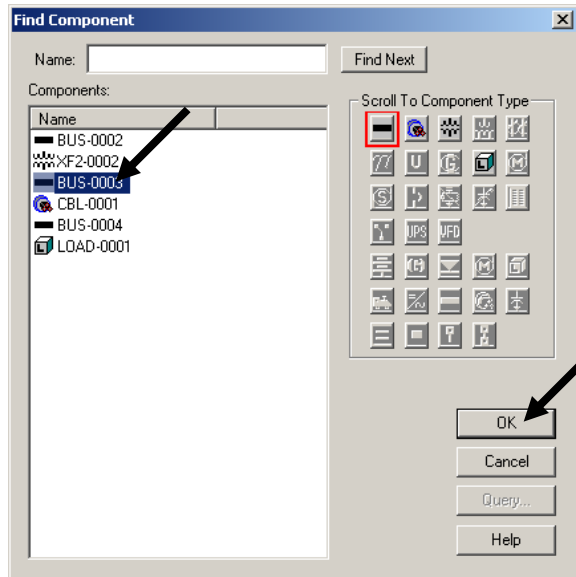 Find Component
Name:
Find Next
Components:
Name
BUS-0002
XF2-0002
BUS-0003
CBL-0001
BUS-0004
LOAD-0001
Scroll To Component Type
77 U G M
S
UPS VFD
M
OK
Cancel
Query...
Help